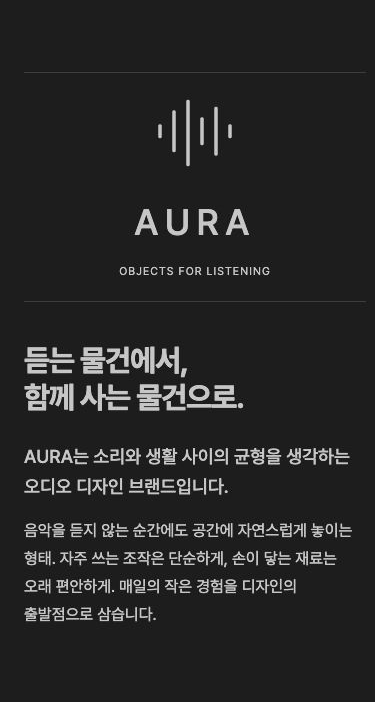 AURA
OBJECTS FOR LISTENING
듣는 물건에서,
함께 사는 물건으로.
AURA는 소리와 생활 사이의 균형을 생각하는
오디오 디자인 브랜드입니다.
음악을 듣지 않는 순간에도 공간에 자연스럽게 놓이는
형태. 자주 쓰는 조작은 단순하게, 손이 닿는 재료는
오래 편안하게. 매일의 작은 경험을 디자인의
출발점으로 삼습니다.